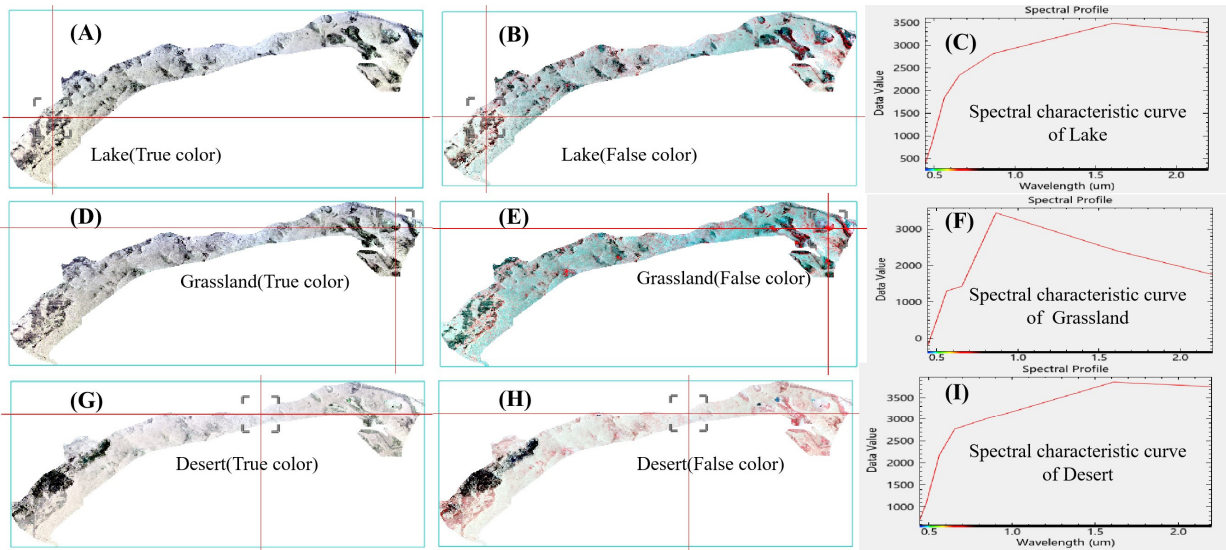 (A)
Lake(True color)
(B)
Lake(False color)
Spectral Profile
(C)
Data Value
3500
3000
2500
2000
1500
1000
500
Spectral characteristic curve
of Lake
0.5
1.0
1.5
2.0
Wavelength (um)
(D)
Grassland(True color)
(E)
Grassland(False color)
Spectral Profile
(F)
Data Value
3000
2000
1000
0
Spectral characteristic curve
of Grassland
0.5
1.0
1.5
2.0
Wavelength (um)
(G)
Desert(True color)
(H)
Desert(False color)
Spectral Profile
(I)
Data Value
3500
3000
2500
2000
1500
1000
Spectral characteristic curve
of Desert
0.5
1.0
1.5
2.0
Wavelength (um)